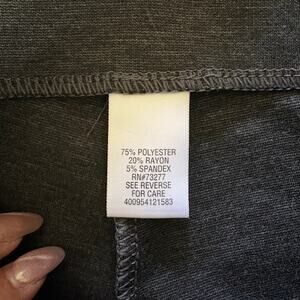 75% POLYESTER
20% RAYON
5% SPANDEX
RN#73277
SEE REVERSE
FOR CARE
400954121583